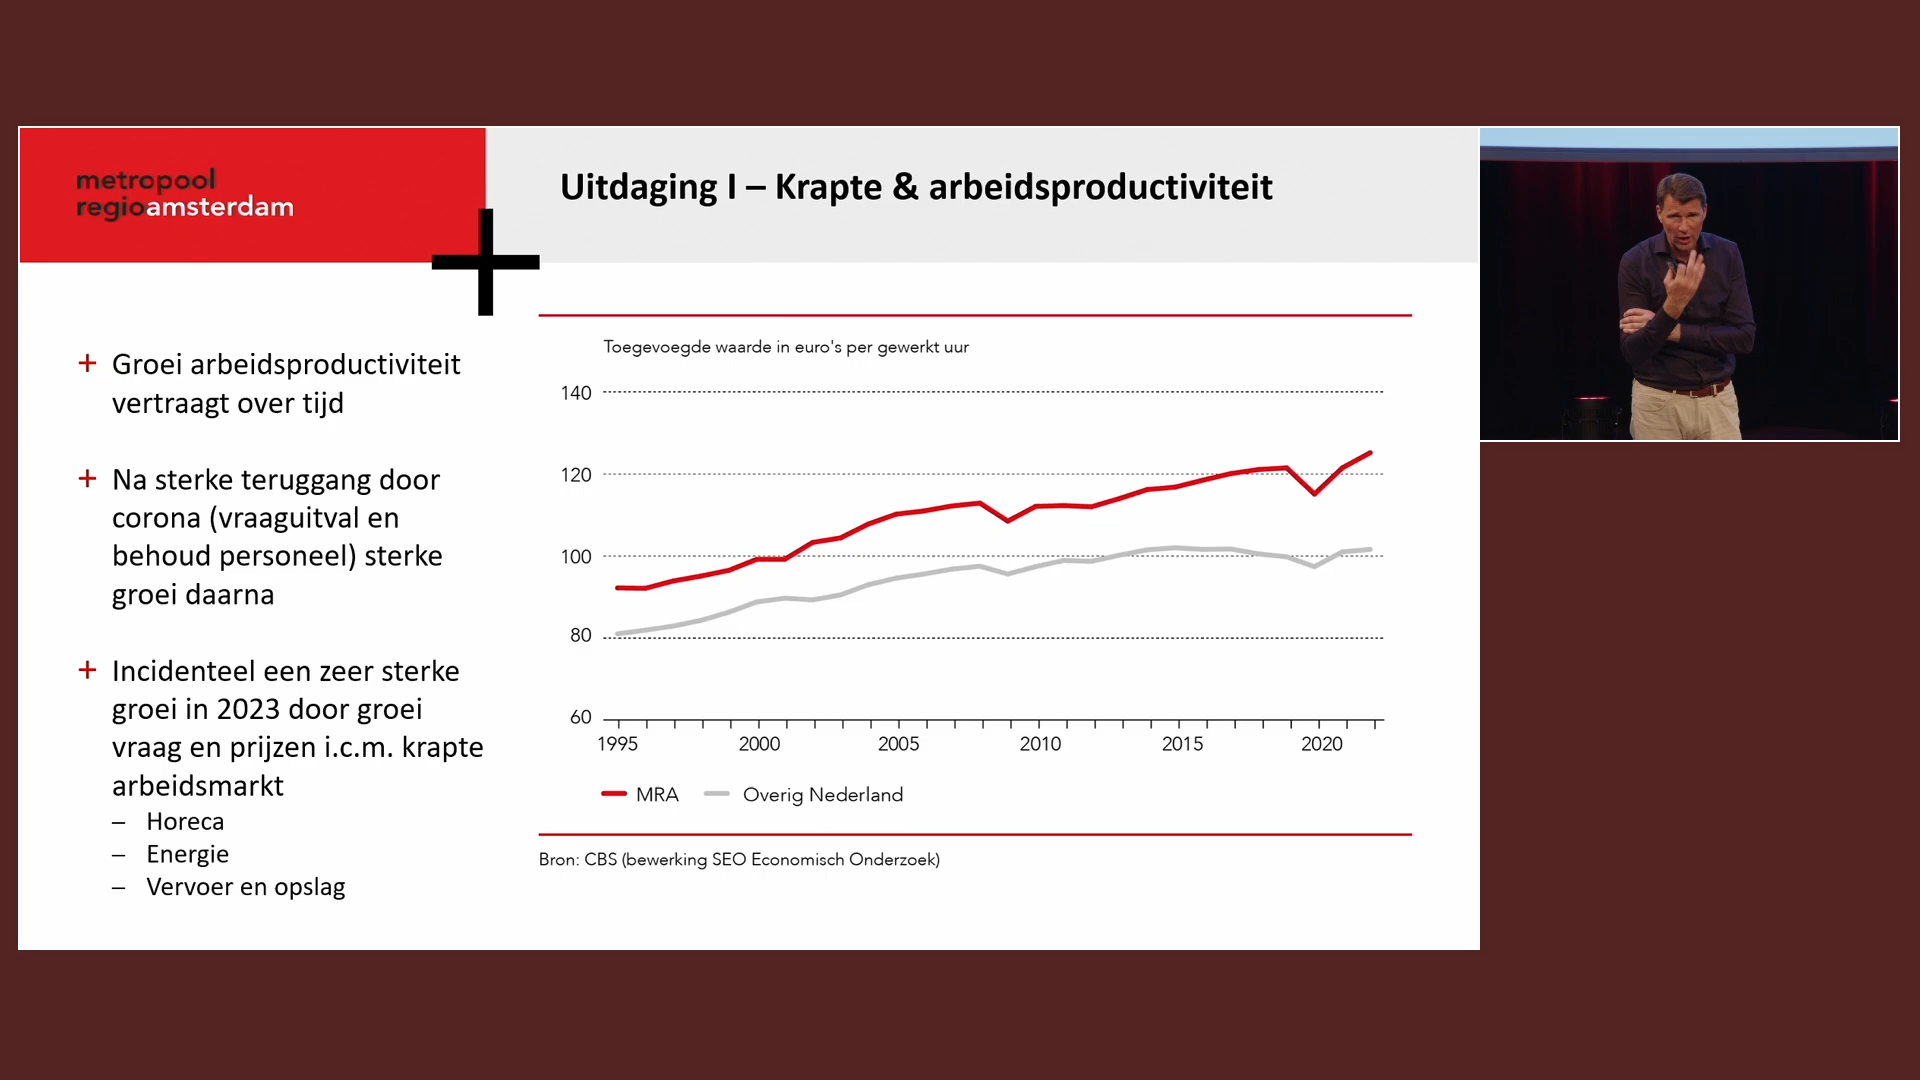 metropool
regioamsterdam
Uitdaging I – Krapte & arbeidsproductiviteit
+ Groei arbeidsproductiviteit
vertraagt over tijd
+ Na sterke teruggang door
corona (vraaguitval en
behoud personeel) sterke
groei daarna
+ Incidenteel een zeer sterke
groei in 2023 door groei
vraag en prijzen i.c.m. krapte
arbeidsmarkt
– Horeca
– Energie
– Vervoer en opslag
Toegevoegde waarde in euro's per gewerkt uur
140
120
100
80
60
1995 2000 2005 2010 2015 2020
MRA Overig Nederland
Bron: CBS (bewerking SEO Economisch Onderzoek)